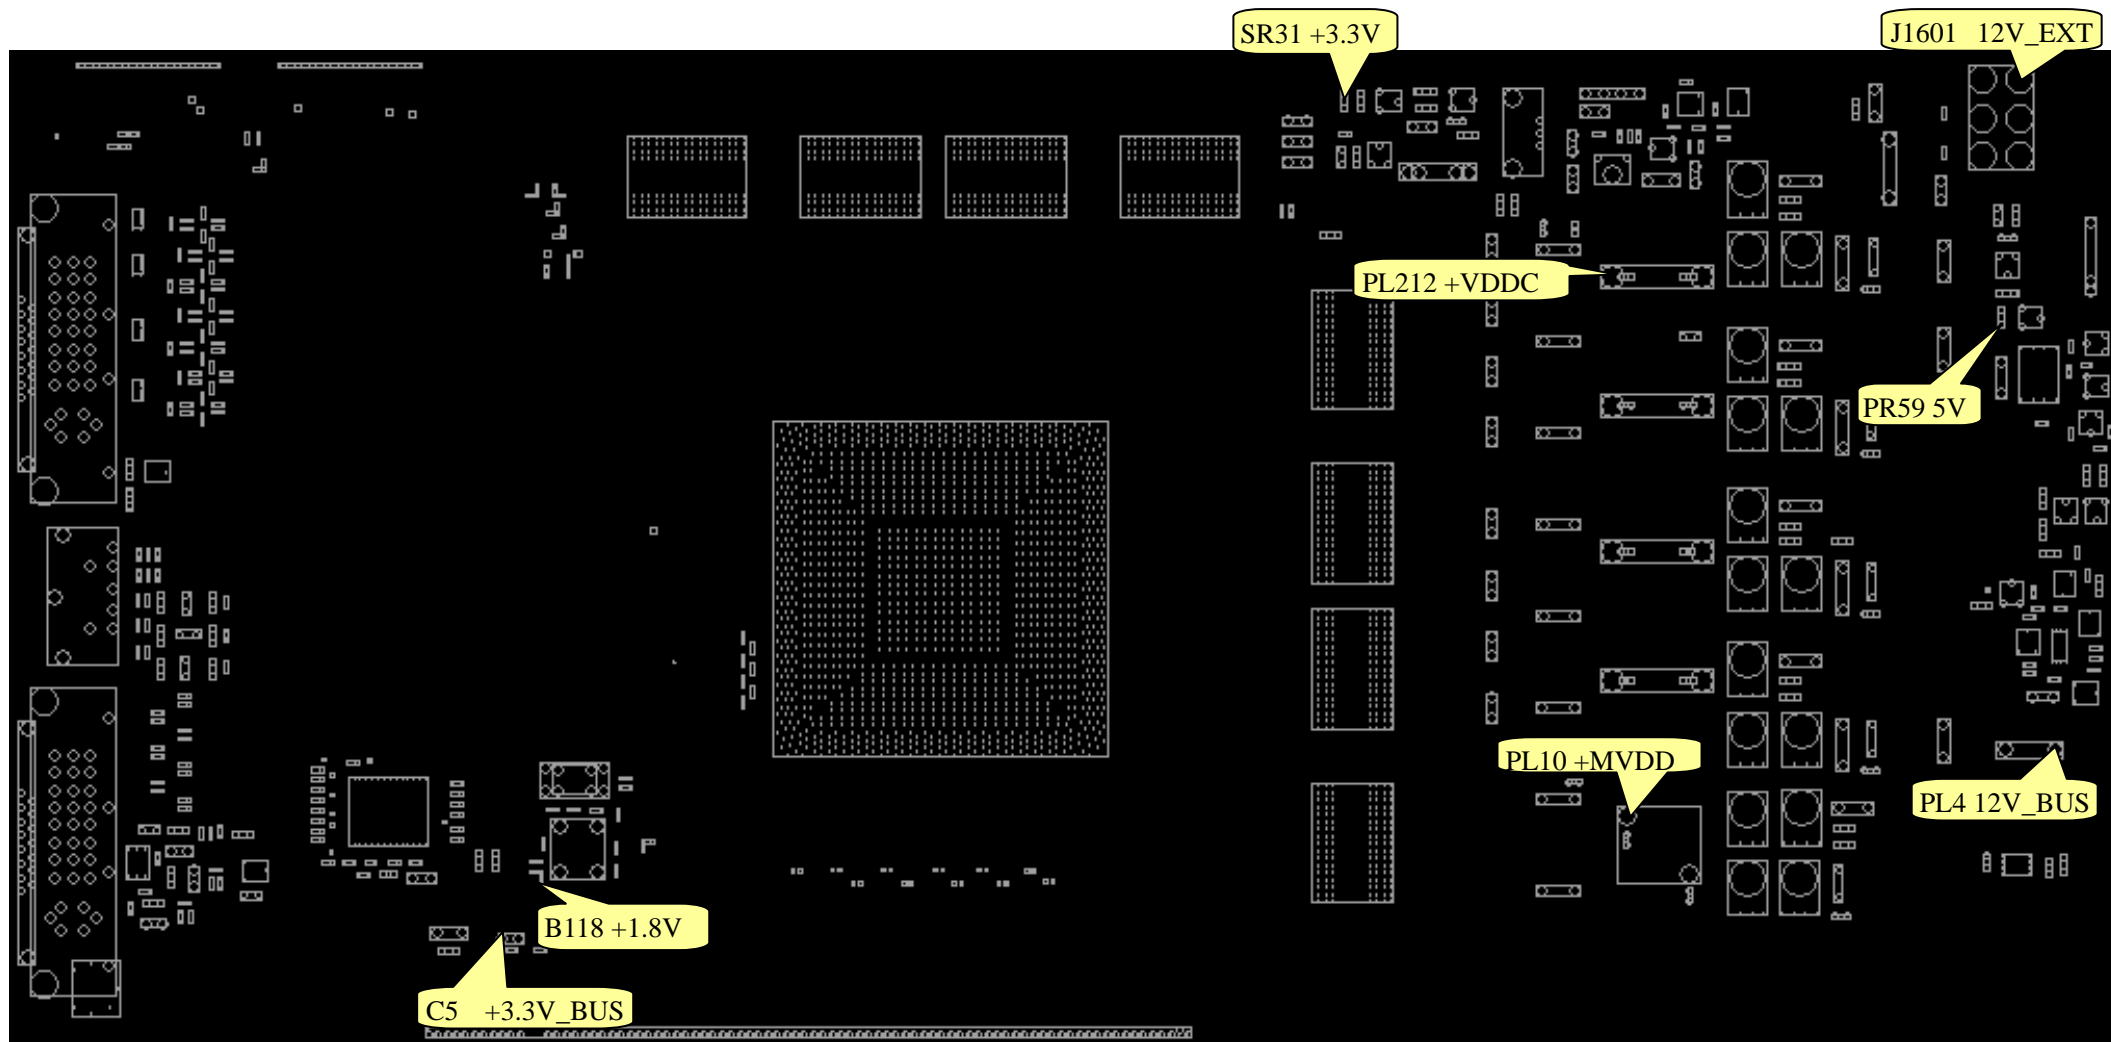 SR31 +3.3V
J1601 12V_EXT
PL212 +VDDC
PR59 5V
PL10 +MVDD
PL4 12V_BUS
B118 +1.8V
C5 +3.3V_BUS